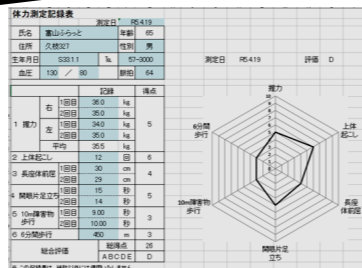 体力測定記録表
測定日 R5.4.19
氏名 富山ふらっと 年齢 65
住所 久枝321 性別 男
生年月日 S33.1.1 ℡ 57-3000
血圧 130 / 80 脈拍 64
記録 得点
1 握力 右 1回目 36.0 kg 5
2回目 35.0 kg
左 1回目 34.0 kg
2回目 35.0 kg
平均 35.5 kg
2 上体起こし 12 回 6
3 長座体前屈 1回目 30 cm 4
2回目 29 cm
4 開眼片足立ち 1回目 15 秒 5
2回目 14 秒
5 10m障害物歩行 1回目 9.00 秒 3
2回目 10.00 秒
6 6分間歩行 450 m 3
総合評価 総得点 26
A B C D E D
測定日 R5.4.19 評価 D
握力
上体
起こし
長座
体前屈
開眼片足
立ち
10m障害物
歩行
6分間
歩行